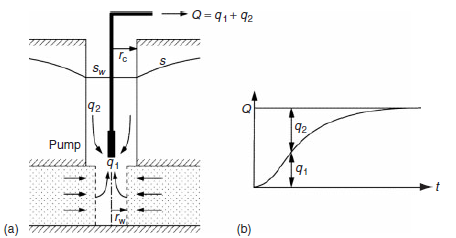 Q = q1 + q2
rc
sw
s
q2
Pump
q1
rw
(a)
Q
q2
q1
t
(b)